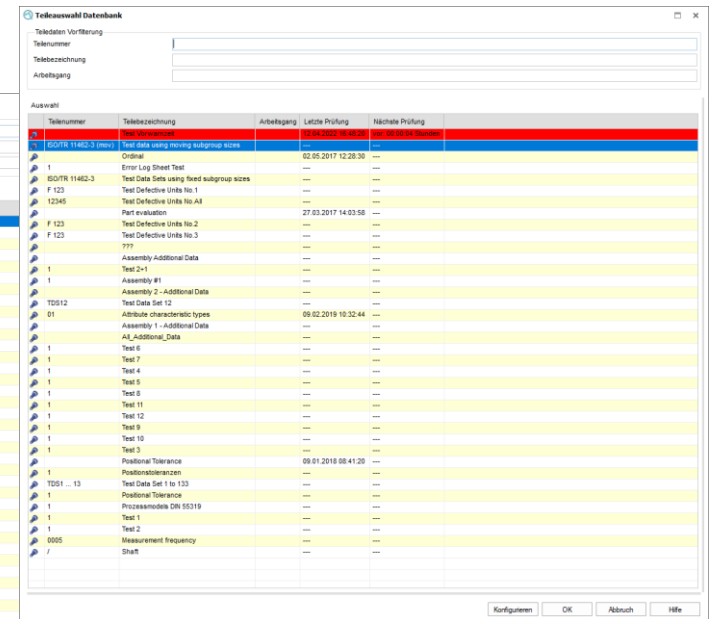 Teileauswahl Datenbank
Teiledaten Vorfilterung
Teilenummer
Teilebezeichnung
Arbeitsgang
Auswahl
Teilenummer Teilebezeichnung Arbeitsgang Letzte Prüfung Nächste Prüfung
Test Vorwarnzeit 12.04.2022 16:40:20 vor: 00:00:04 Stunden
ISO/TR 11462-3 (mov) Test data using moving subgroup sizes --- ---
Ordinal 02.05.2017 12:28:30 ---
1 Error Log Sheet Test --- ---
ISO/TR 11462-3 Test Data Sets using fixed subgroup sizes --- ---
F 123 Test Defective Units No.1 --- ---
12345 Test Defective Units No.All --- ---
Part evaluation 27.03.2017 14:03:58 ---
F 123 Test Defective Units No.2 --- ---
F 123 Test Defective Units No.3 --- ---
??? --- ---
Assembly Additional Data --- ---
1 Test 2+1 --- ---
1 Assembly #1 --- ---
Assembly 2 - Additional Data --- ---
TDS12 Test Data Set 12 --- ---
01 Attribute characteristic types 09.02.2019 10:32:44 ---
Assembly 1 - Additional Data --- ---
All_Additional_Data --- ---
1 Test 6 --- ---
1 Test 7 --- ---
1 Test 4 --- ---
1 Test 5 --- ---
1 Test 8 --- ---
1 Test 11 --- ---
1 Test 12 --- ---
1 Test 9 --- ---
1 Test 10 --- ---
1 Test 3 --- ---
Positional Tolerance 09.01.2018 08:41:20 ---
1 Positionstoleranzen --- ---
TDS1 ... 13 Test Data Set 1 to 133 --- ---
1 Positional Tolerance --- ---
1 Prozessmodels DIN 55319 --- ---
1 Test 1 --- ---
1 Test 2 --- ---
0005 Measurement frequency --- ---
/ Shaft --- ---
Konfigurieren OK Abbruch Hilfe